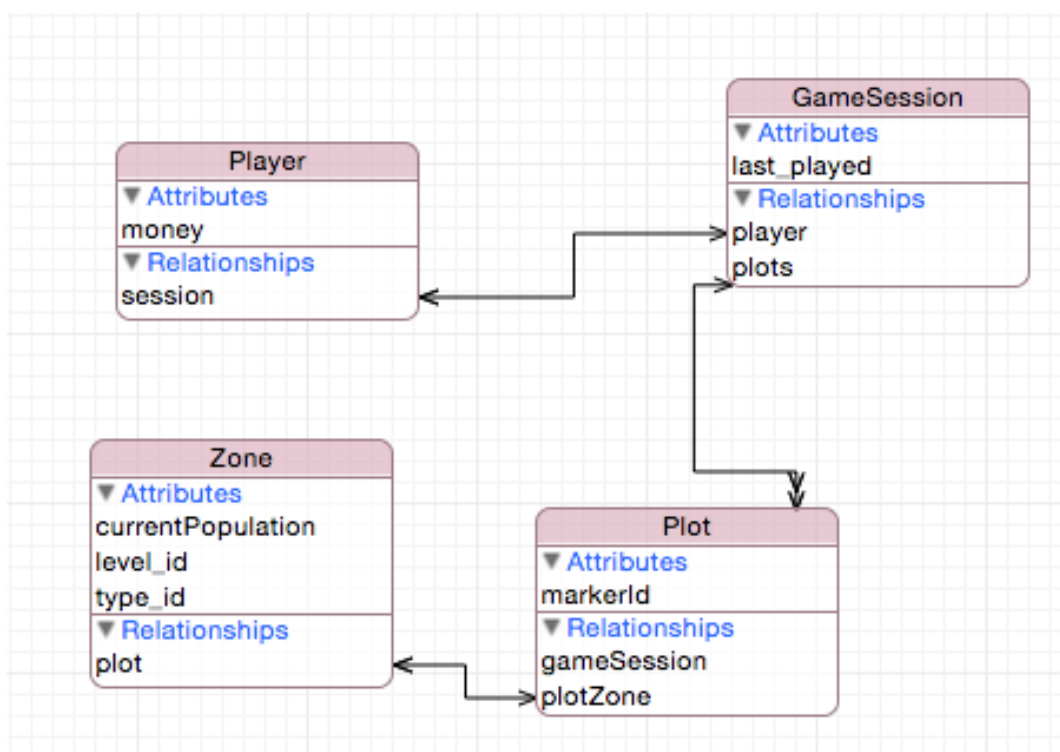 Player
Attributes
money
Relationships
session
GameSession
Attributes
last_played
Relationships
player
plots
Zone
Attributes
currentPopulation
level_id
type_id
Relationships
plot
Plot
Attributes
markerId
Relationships
gameSession
plotZone